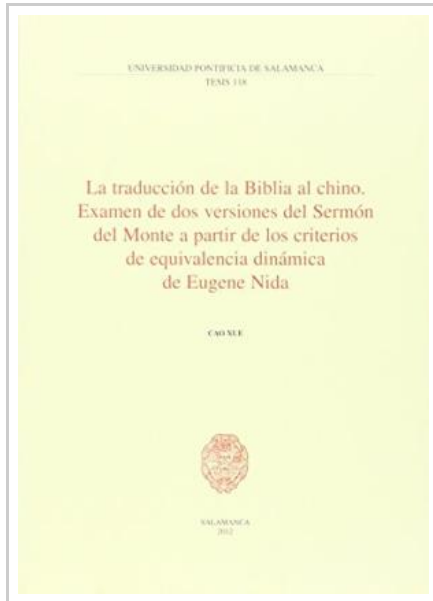 UNIVERSIDAD PONTIFICIA DE SALAMANCA
TESIS 338
La traducción de la Biblia al chino.
Examen de dos versiones del Sermón
del Monte a partir de los criterios
de equivalencia dinámica
de Eugene Nida
CAO XUE
SALAMANCA
2012